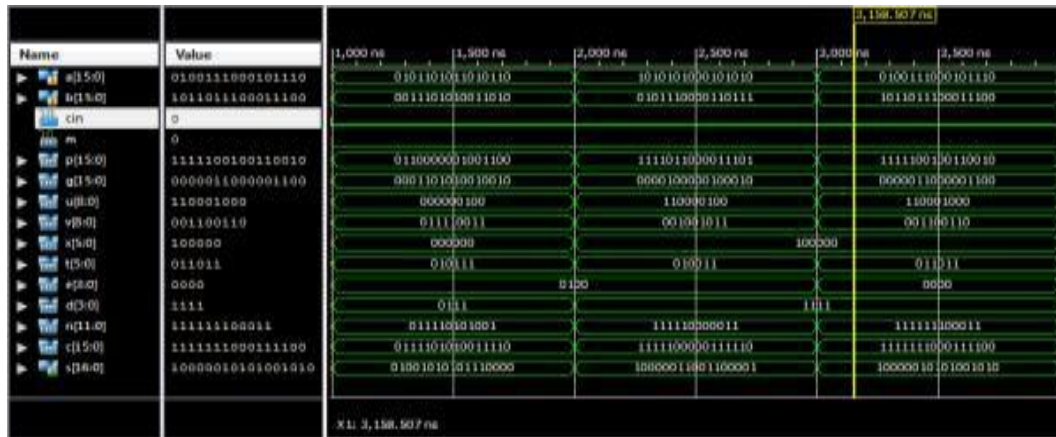 3,158.507 ns
Name Value 1,000 ns 1,500 ns 2,000 ns 2,500 ns 3,000 ns 3,500 ns
a[15:0] 0100111000101110 0101101011010110 1010101000101010 0100111000101110
b[15:0] 1011011100011100 0011101010011010 0101110000110111 1011011100011100
cin 0
m 0
p[15:0] 1111100100110010 0110000001001100 1111011000011101 1111100100110010
g[15:0] 0000011000001100 0001101010010010 0000100000100010 0000011000001100
u[8:0] 110001000 000000100 110000100 110001000
v[8:0] 001100110 011110011 001001011 001100110
x[5:0] 100000 000000 100000
t[5:0] 011011 010111 010011 011011
e[3:0] 0000 0100 0000
d[3:0] 1111 0111 1111
n[11:0] 111111100011 011110101001 111110000011 111111100011
c[15:0] 1111111000111100 0111101010011110 1111100000111110 1111111000111100
s[16:0] 10000010101001010 01001010101110000 10000011001100001 10000010101001010
X1: 3,158.507 ns